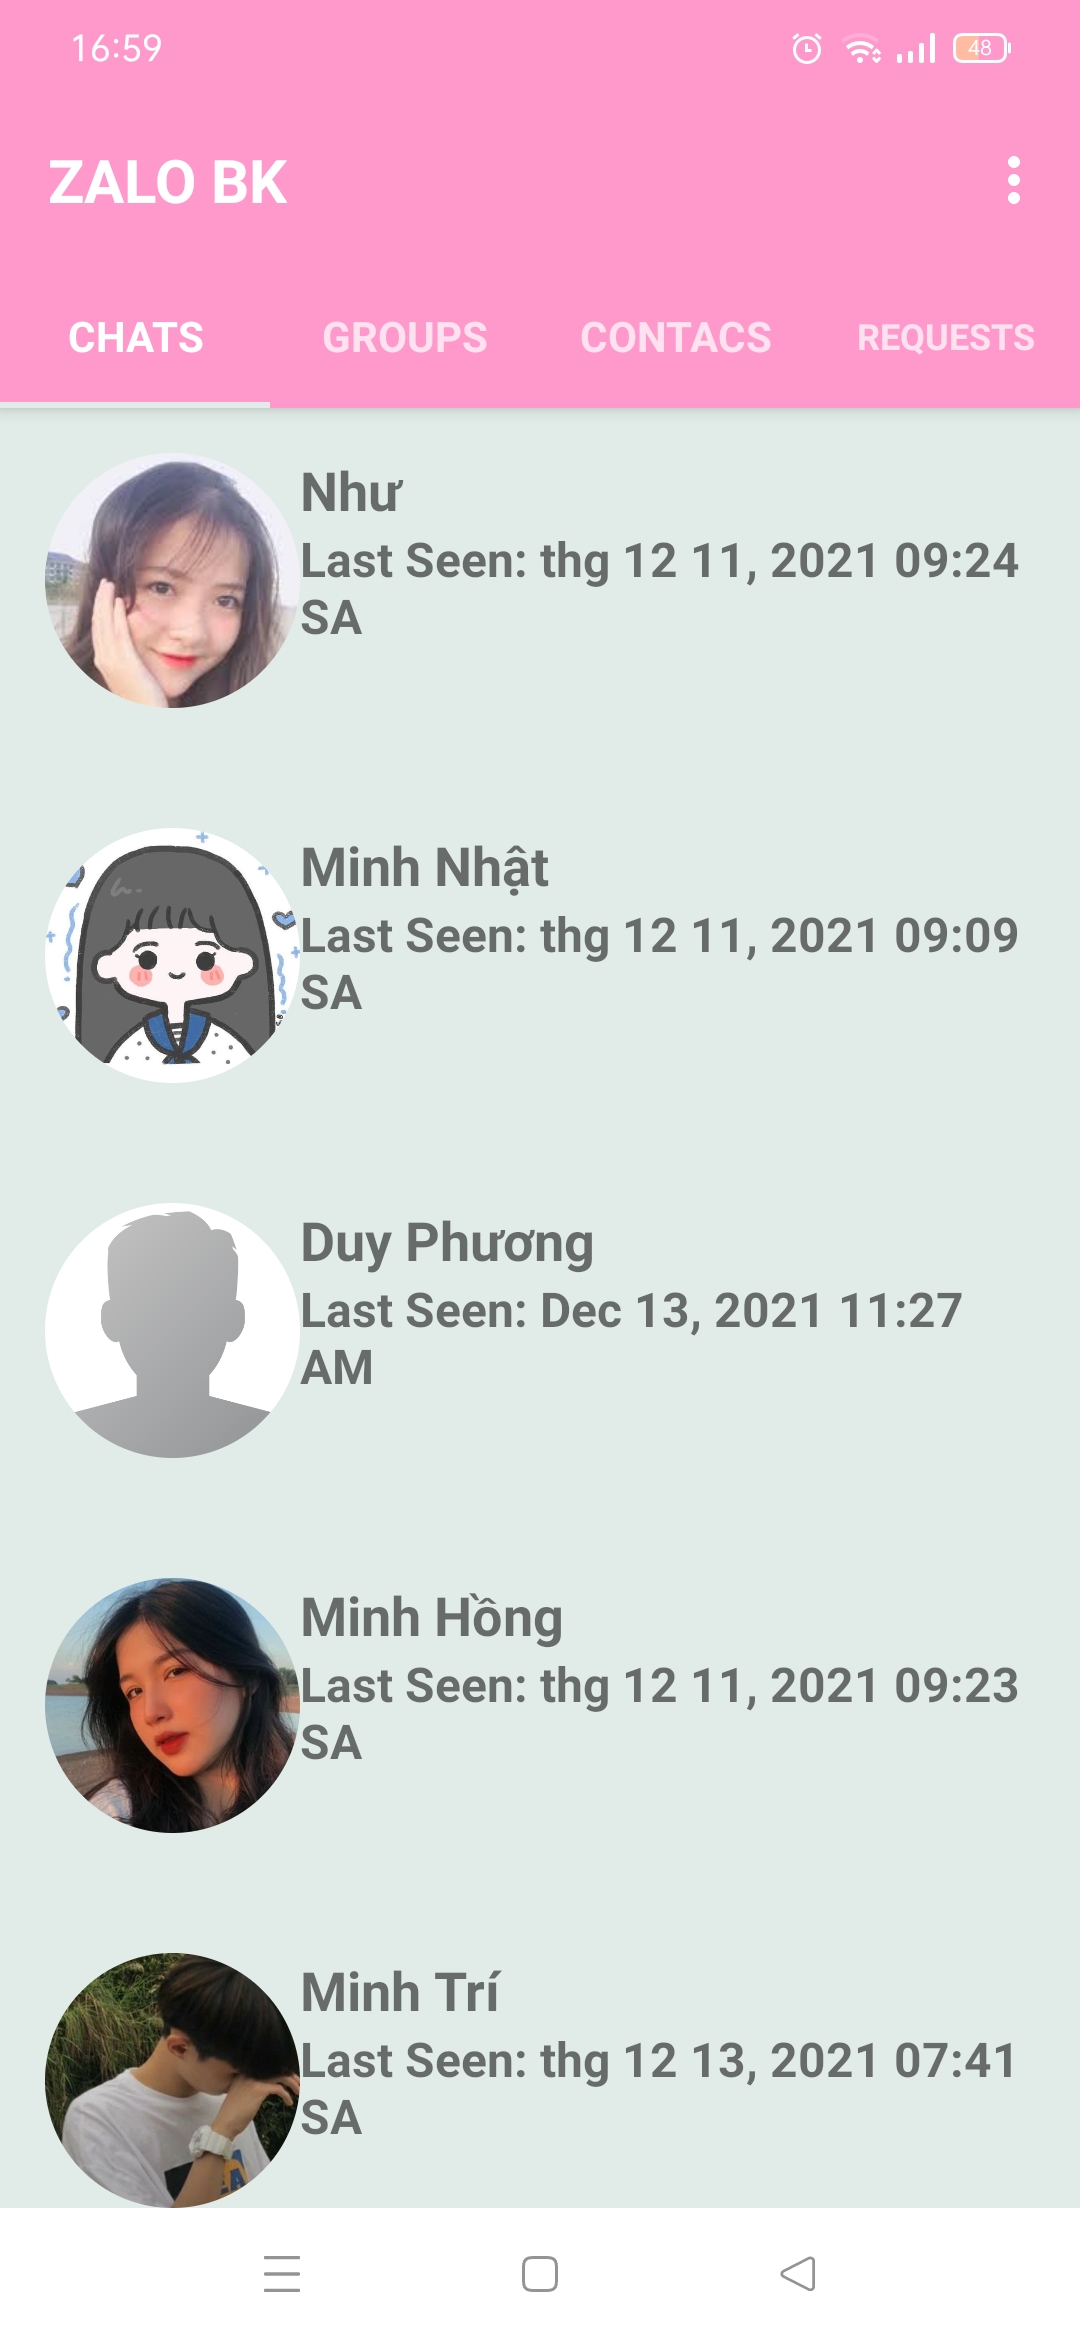 16:59
48
ZALO BK
CHATS GROUPS CONTACS REQUESTS
Như
Last Seen: thg 12 11, 2021 09:24
SA
Minh Nhật
Last Seen: thg 12 11, 2021 09:09
SA
Duy Phương
Last Seen: Dec 13, 2021 11:27
AM
Minh Hồng
Last Seen: thg 12 11, 2021 09:23
SA
Minh Trí
Last Seen: thg 12 13, 2021 07:41
SA